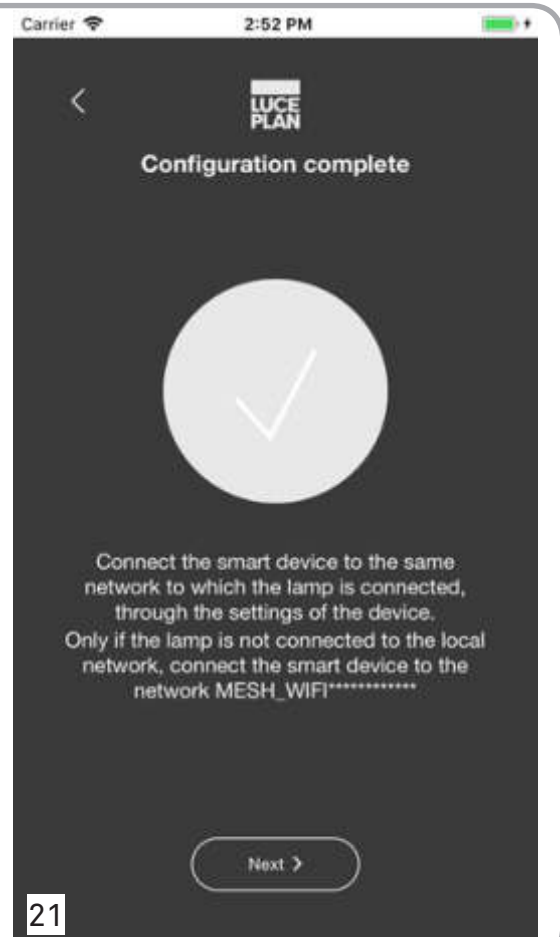 Carrier
2:52 PM
LUCE
PLAN
Configuration complete
Connect the smart device to the same
network to which the lamp is connected,
through the settings of the device.
Only if the lamp is not connected to the local
network, connect the smart device to the
network MESH_WIFI************
Next >
21